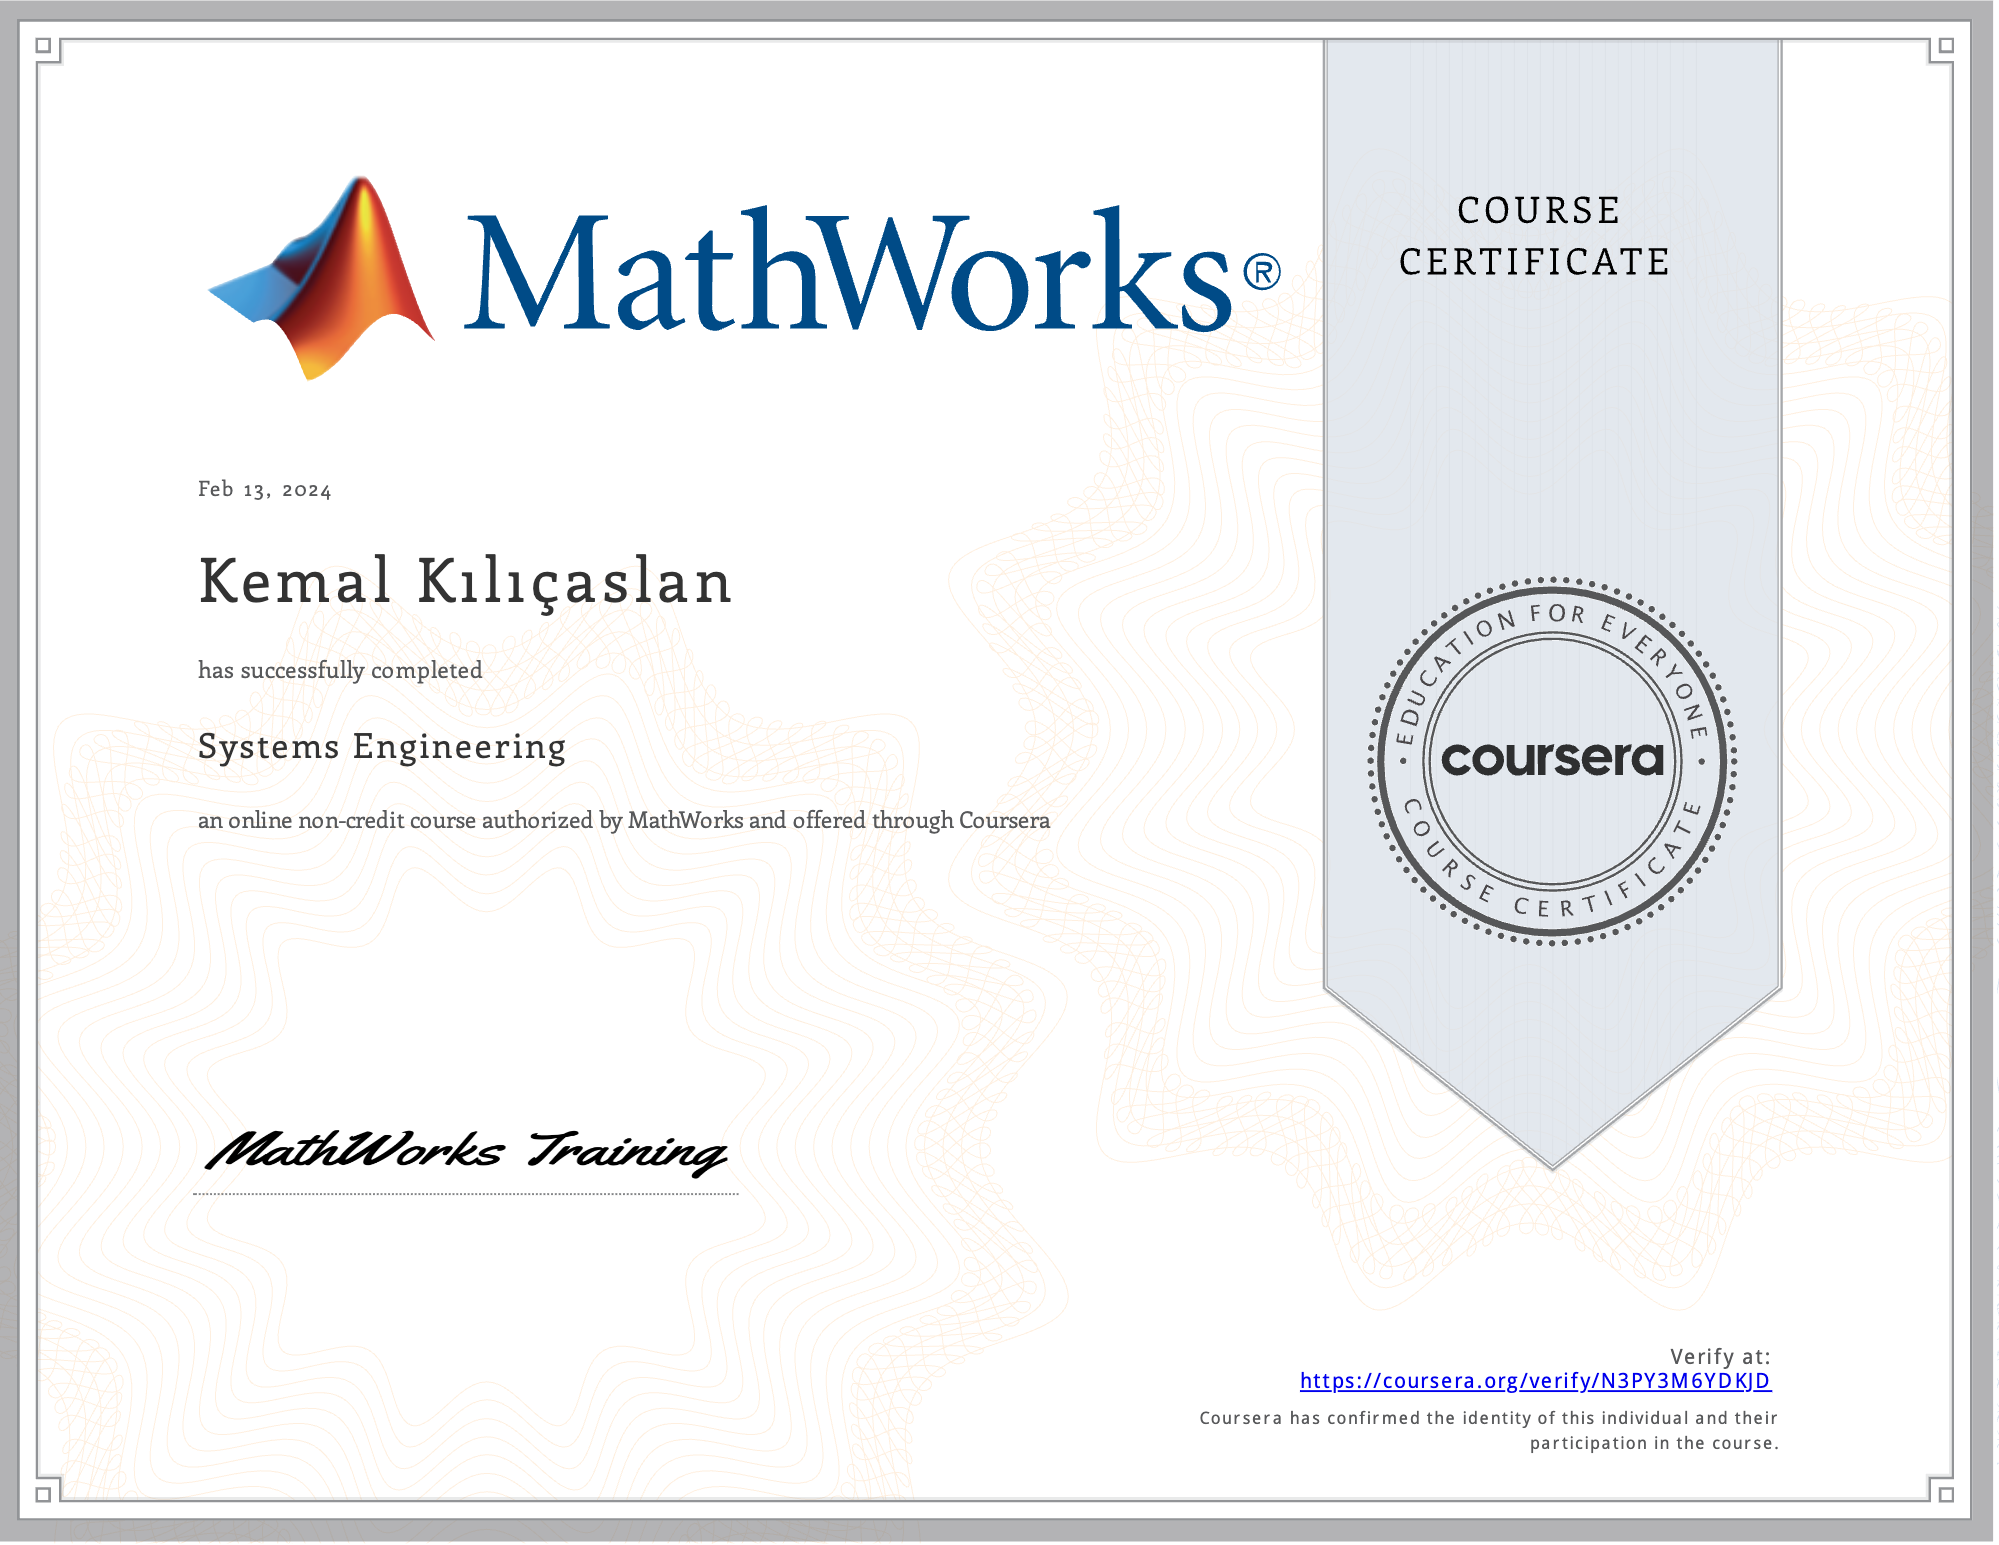 MathWorks®
COURSE
CERTIFICATE
Feb 13, 2024
Kemal Kılıçaslan
has successfully completed
Systems Engineering
an online non-credit course authorized by MathWorks and offered through Coursera
EDUCATION FOR EVERYONE
coursera
COURSE CERTIFICATE
MathWorks Training
Verify at:
https://coursera.org/verify/N3PY3M6YDKJD
Coursera has confirmed the identity of this individual and their
participation in the course.